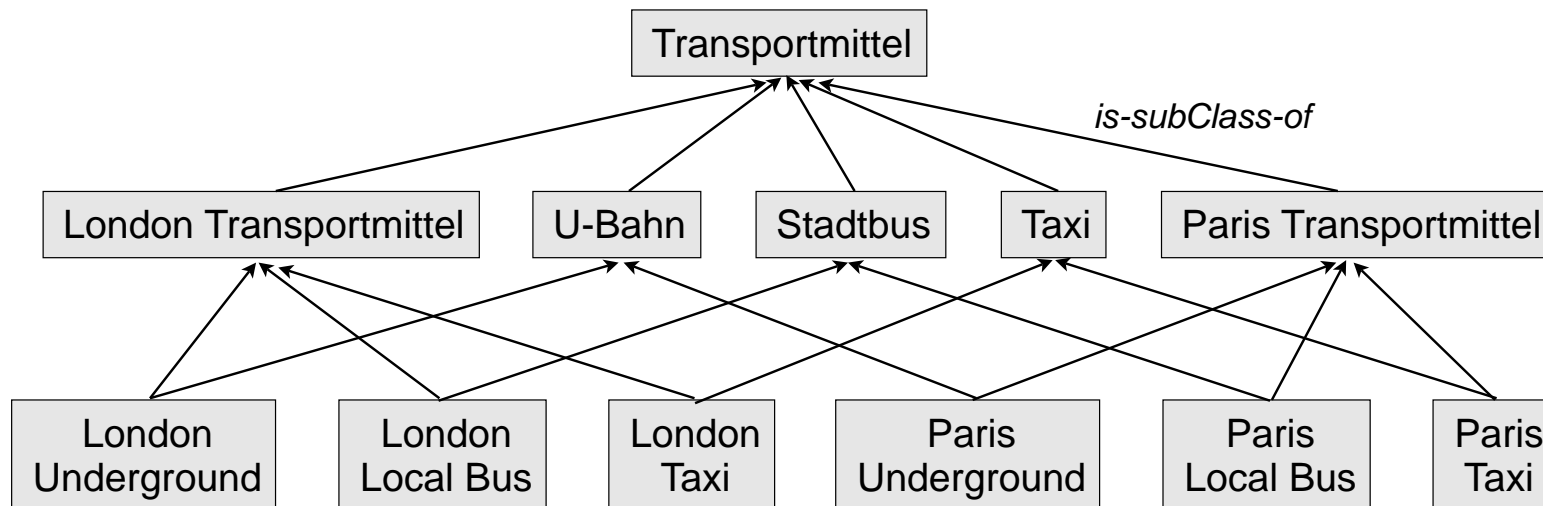 Transportmittel
is-subClass-of
London Transportmittel
U-Bahn
Stadtbus
Taxi
Paris Transportmittel
London
Underground
London
Local Bus
London
Taxi
Paris
Underground
Paris
Local Bus
Paris
Taxi